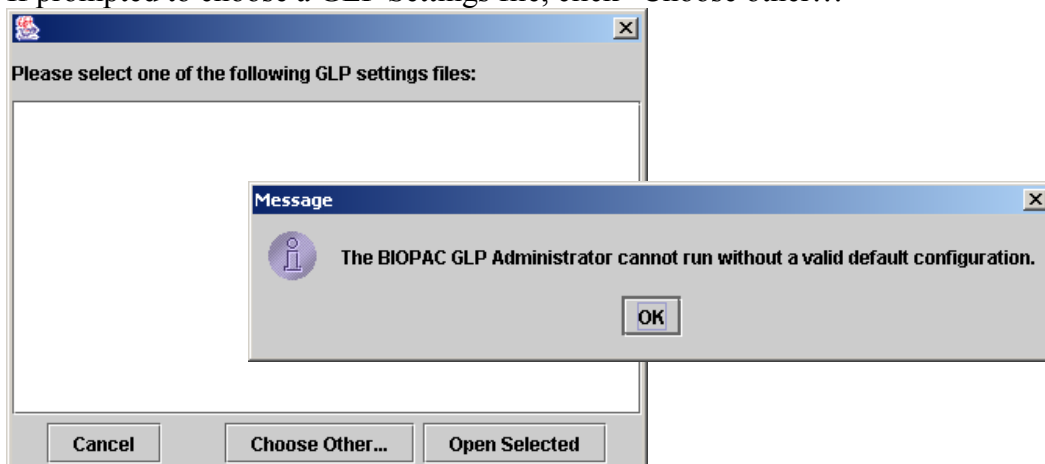 If prompted to choose a GLP Settings file, click "Choose other…"
Please select one of the following GLP settings files:
Message
The BIOPAC GLP Administrator cannot run without a valid default configuration.
OK
Cancel
Choose Other...
Open Selected